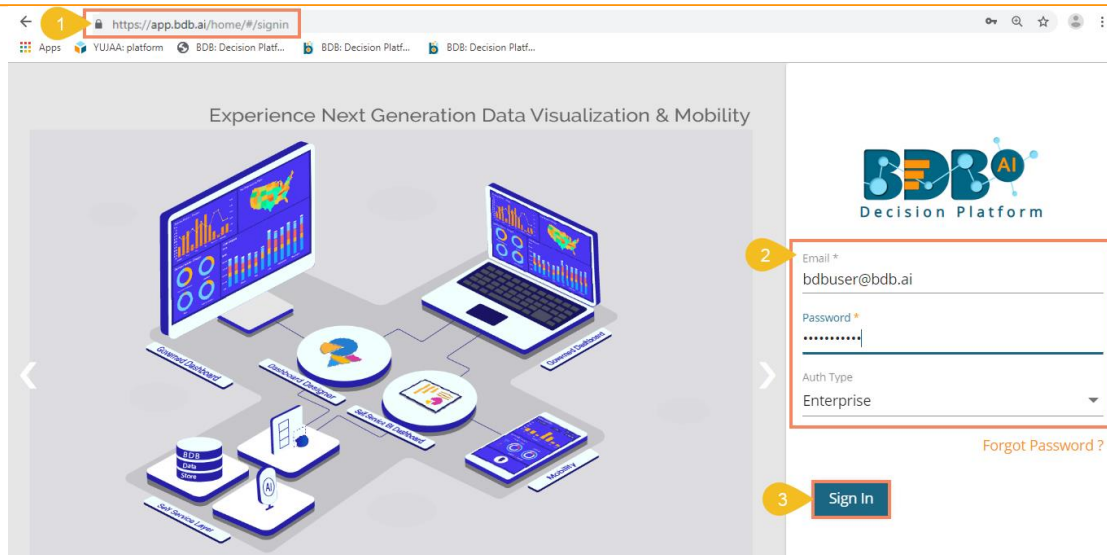 1
https://app.bdb.ai/home/#/signin
Apps YUJAA: platform BDB: Decision Platf... BDB: Decision Platf... BDB: Decision Platf...
Experience Next Generation Data Visualization & Mobility
BDB AI
Decision Platform
2
Email *
bdbuser@bdb.ai
Password *
•••••••••••
Auth Type
Enterprise
Forgot Password ?
3
Sign In
Governed Dashboard
Dashboard Designer
Governed Dashboard
Self Service BI Dashboard
Mobility
BDB
Data
Store
AI
Self Service Layer